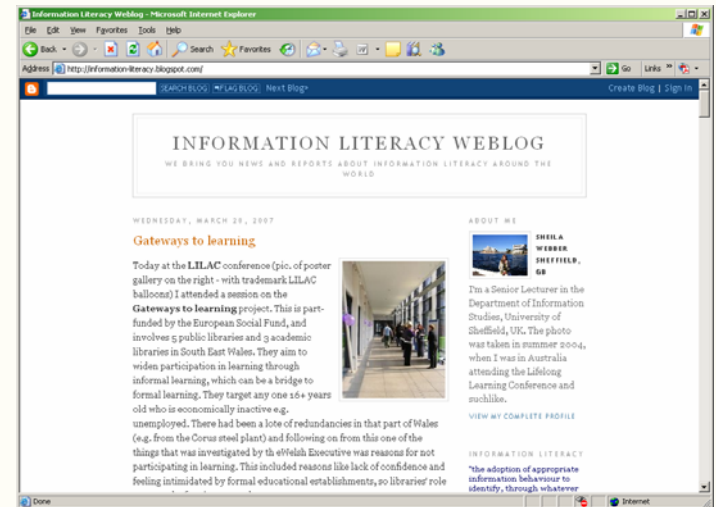 Information Literacy Weblog - Microsoft Internet Explorer
File Edit View Favorites Tools Help
Back Search Favorites
Address http://information-literacy.blogspot.com/ Go Links
SEARCH BLOG FLAG BLOG Next Blog» Create Blog | Sign In
INFORMATION LITERACY WEBLOG
WE BRING YOU NEWS AND REPORTS ABOUT INFORMATION LITERACY AROUND THE
WORLD
WEDNESDAY, MARCH 28, 2007
Gateways to learning
Today at the LILAC conference (pic. of poster
gallery on the right - with trademark LILAC
balloons) I attended a session on the
Gateways to learning project. This is part-
funded by the European Social Fund, and
involves 5 public libraries and 3 academic
libraries in South East Wales. They aim to
widen participation in learning through
informal learning, which can be a bridge to
formal learning. They target any one 16+ years
old who is economically inactive e.g.
unemployed. There had been a lote of redundancies in that part of Wales
(e.g. from the Corus steel plant) and following on from this one of the
things that was investigated by th eWelsh Executive was reasons for not
participating in learning. This included reasons like lack of confidence and
feeling intimidated by formal educational establishments, so libraries' role
ABOUT ME
SHEILA
WEBBER
SHEFFIELD,
GB
I'm a Senior Lecturer in the
Department of Information
Studies, University of
Sheffield, UK. The photo
was taken in summer 2004,
when I was in Australia
attending the Lifelong
Learning Conference and
suchlike.
VIEW MY COMPLETE PROFILE
INFORMATION LITERACY
"the adoption of appropriate
information behaviour to
identify, through whatever
Done Internet